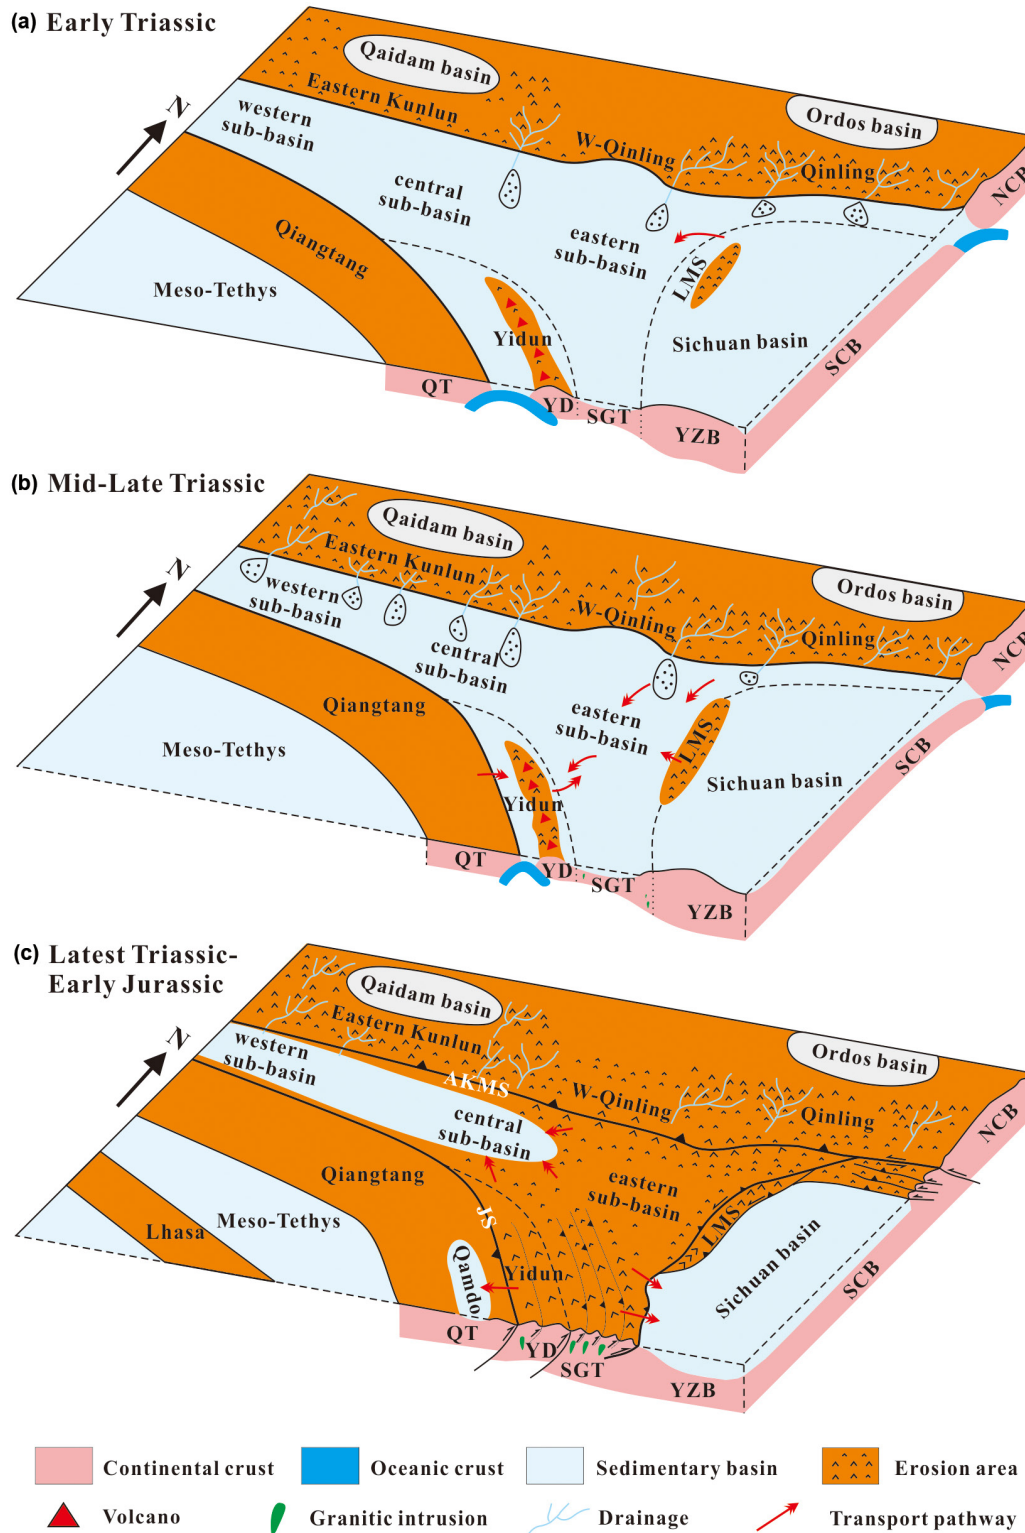 (a) Early Triassic
Qaidam basin
Ordos basin
Eastern Kunlun
N
western
sub-basin
W-Qinling
Qinling
NCB
central
sub-basin
eastern
sub-basin
Qiangtang
LMS
Meso-Tethys
Yidun
Sichuan basin
SCB
QT
YD
SGT
YZB
(b) Mid-Late Triassic
Qaidam basin
Ordos basin
Eastern Kunlun
N
western
sub-basin
W-Qinling
Qinling
NCB
central
sub-basin
Qiangtang
eastern
sub-basin
LMS
Meso-Tethys
Sichuan basin
SCB
Yidun
QT
YD
SGT
YZB
(c) Latest Triassic-
Early Jurassic
Qaidam basin
Ordos basin
Eastern Kunlun
N
western
sub-basin
AKMS
W-Qinling
Qinling
NCB
central
sub-basin
Qiangtang
eastern
sub-basin
JS
LMS
Lhasa
Meso-Tethys
Qamdo
Yidun
Sichuan basin
SCB
QT
YD
SGT
YZB
Continental crust
Oceanic crust
Sedimentary basin
Erosion area
Volcano
Granitic intrusion
Drainage
Transport pathway